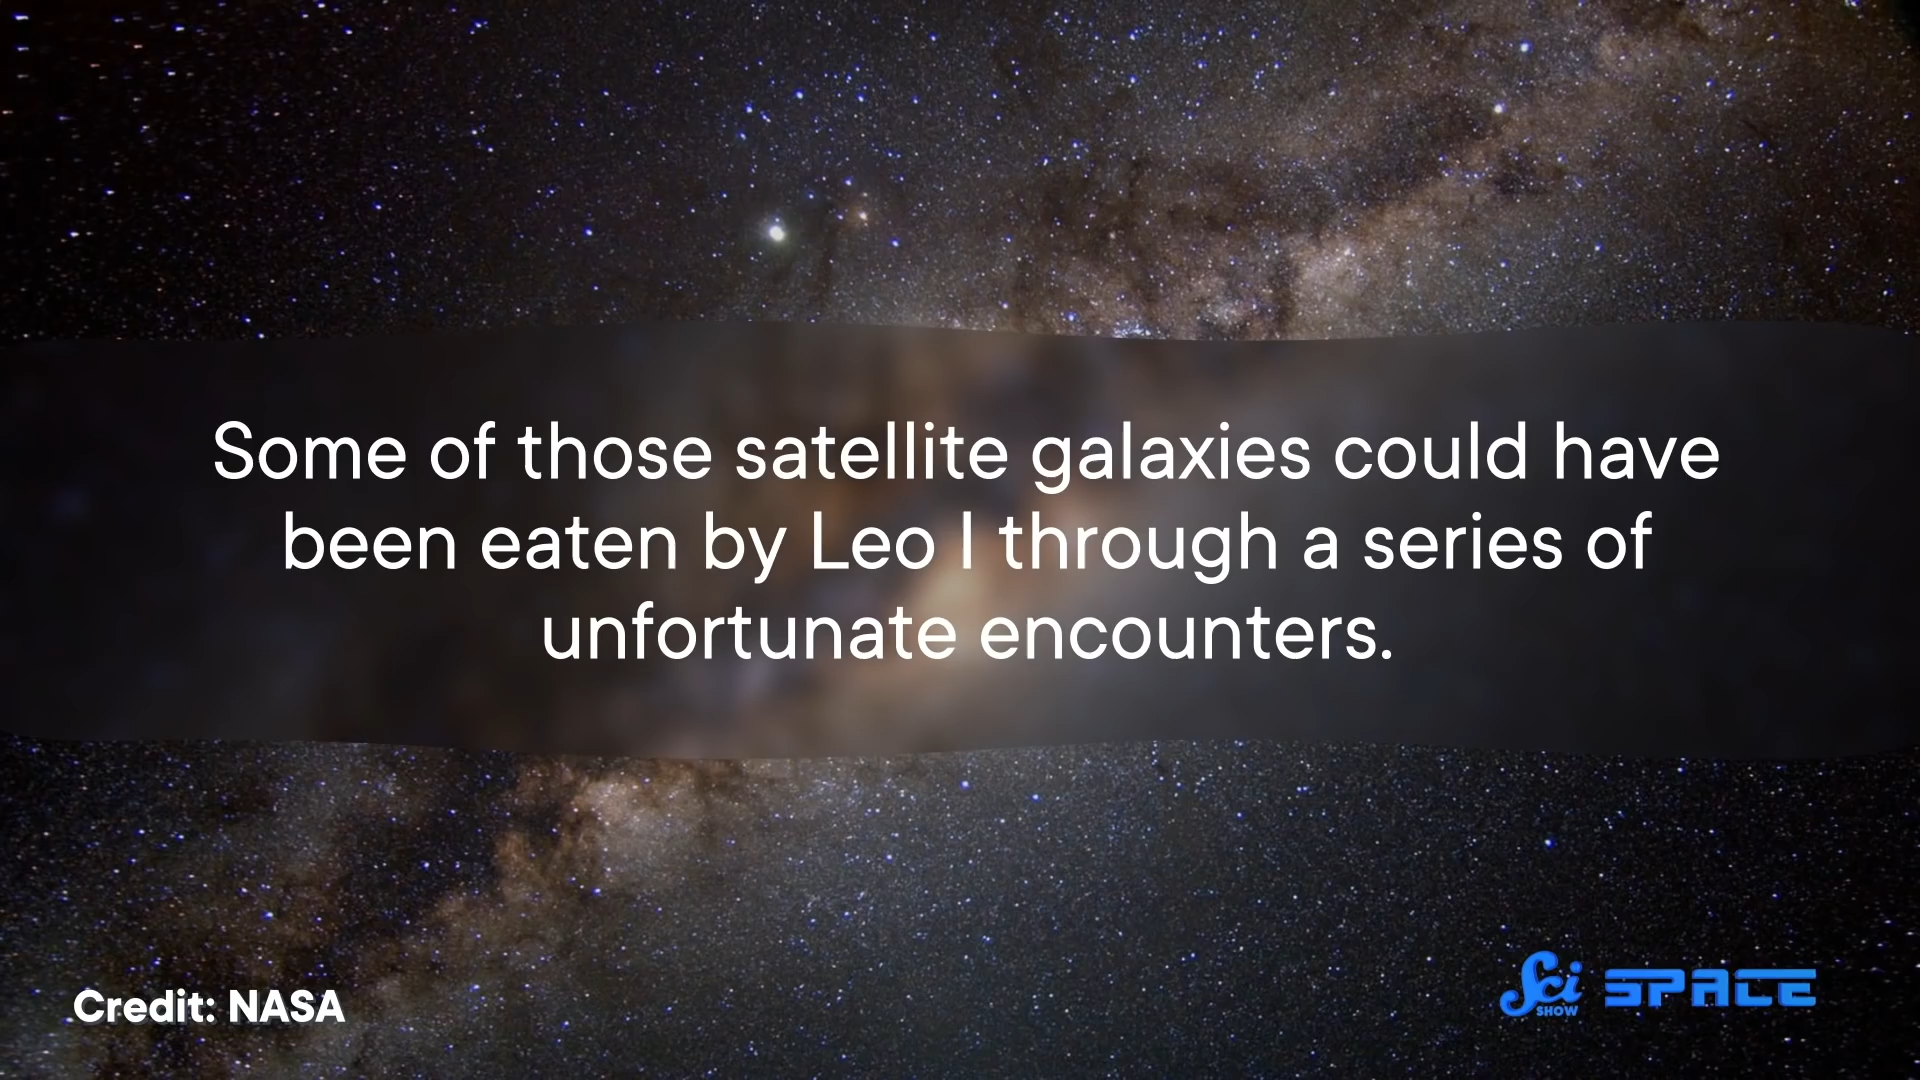 Some of those satellite galaxies could have
been eaten by Leo I through a series of
unfortunate encounters.
Credit: NASA
Sci SHOW SPACE